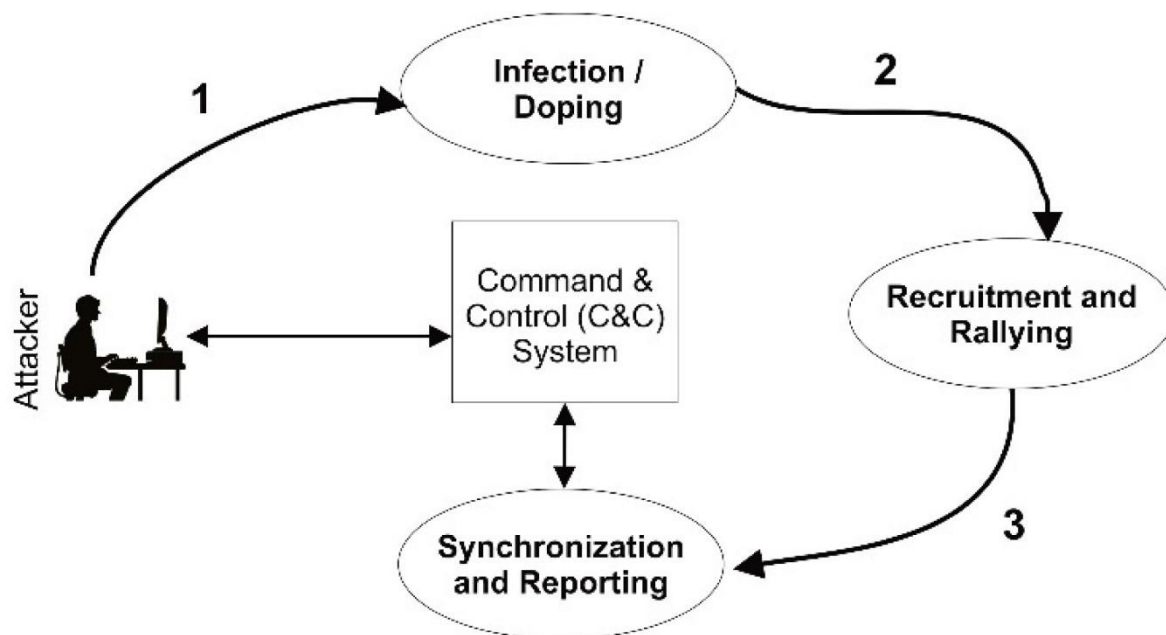 1
Infection /
Doping
2
Attacker
Command &
Control (C&C)
System
Recruitment and
Rallying
3
Synchronization
and Reporting